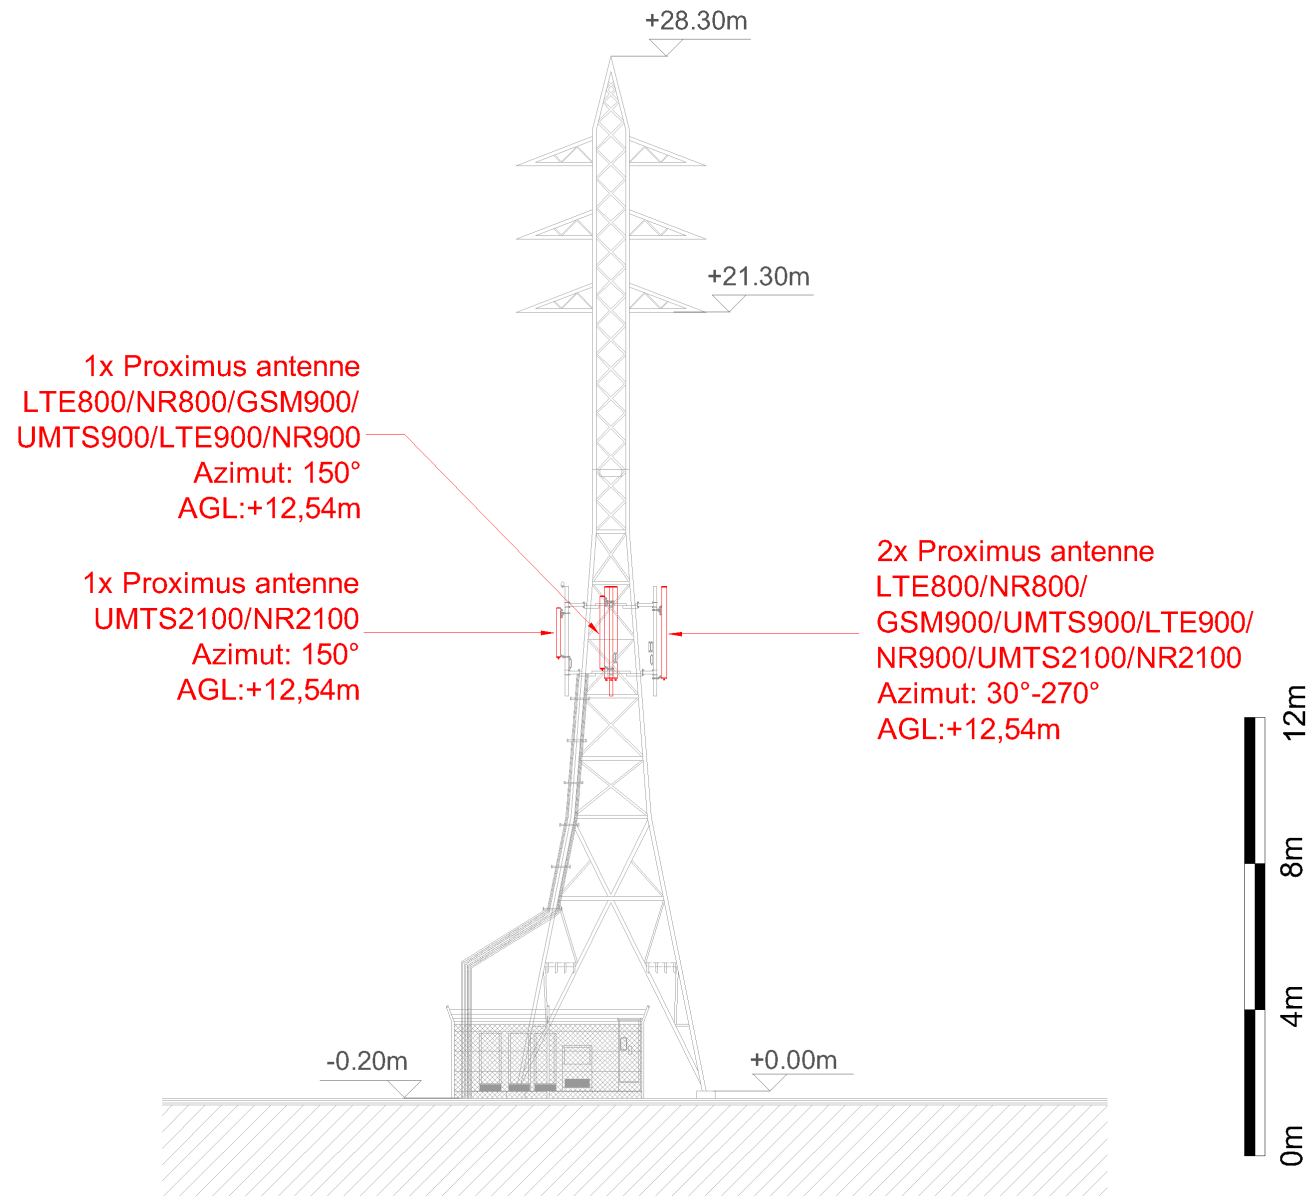 +28.30m
+21.30m
1x Proximus antenne
LTE800/NR800/GSM900/
UMTS900/LTE900/NR900
Azimut: 150°
AGL:+12,54m
1x Proximus antenne
UMTS2100/NR2100
Azimut: 150°
AGL:+12,54m
2x Proximus antenne
LTE800/NR800/
GSM900/UMTS900/LTE900/
NR900/UMTS2100/NR2100
Azimut: 30°-270°
AGL:+12,54m
12m
8m
4m
0m
-0.20m
+0.00m